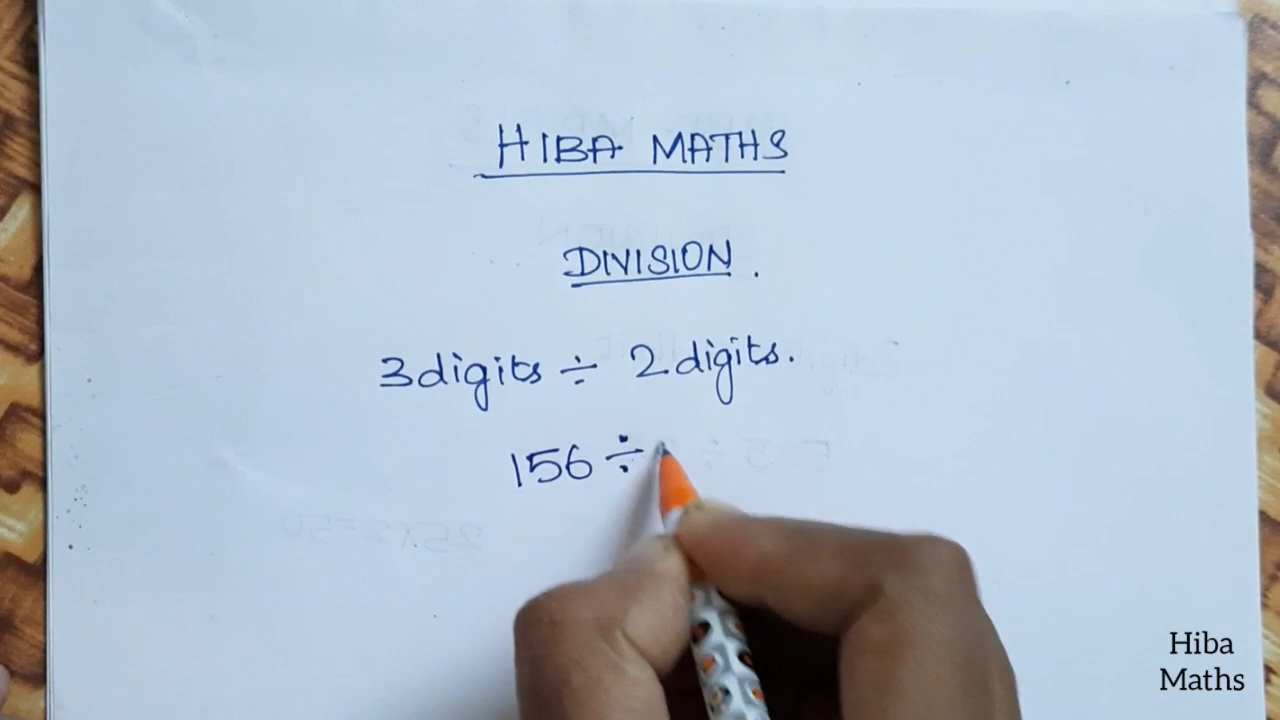 HIBA MATHS
DIVISION.
3digits ÷ 2digits.
156 ÷
Hiba
Maths